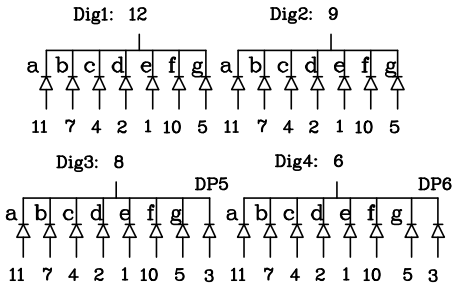 Dig1: 12 Dig2: 9
a b c d e f g a b c d e f g
11 7 4 2 1 10 5 11 7 4 2 1 10 5
Dig3: 8 Dig4: 6
DP5 DP6
a b c d e f g a b c d e f g
11 7 4 2 1 10 5 3 11 7 4 2 1 10 5 3